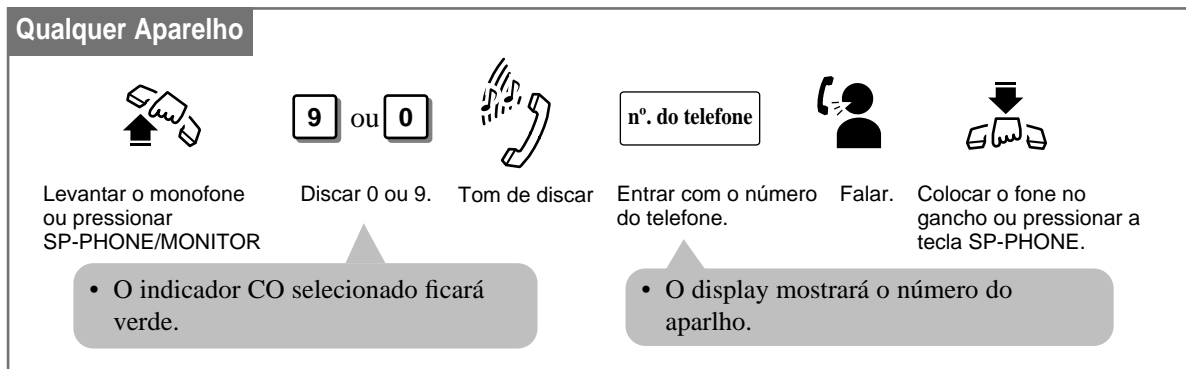 Qualquer Aparelho
9 ou 0
nº. do telefone
Levantar o monofone
ou pressionar
SP-PHONE/MONITOR
Discar 0 ou 9.
Tom de discar
Entrar com o número
do telefone.
Falar.
Colocar o fone no
gancho ou pressionar a
tecla SP-PHONE.
• O indicador CO selecionado ficará
verde.
• O display mostrará o número do
aparlho.